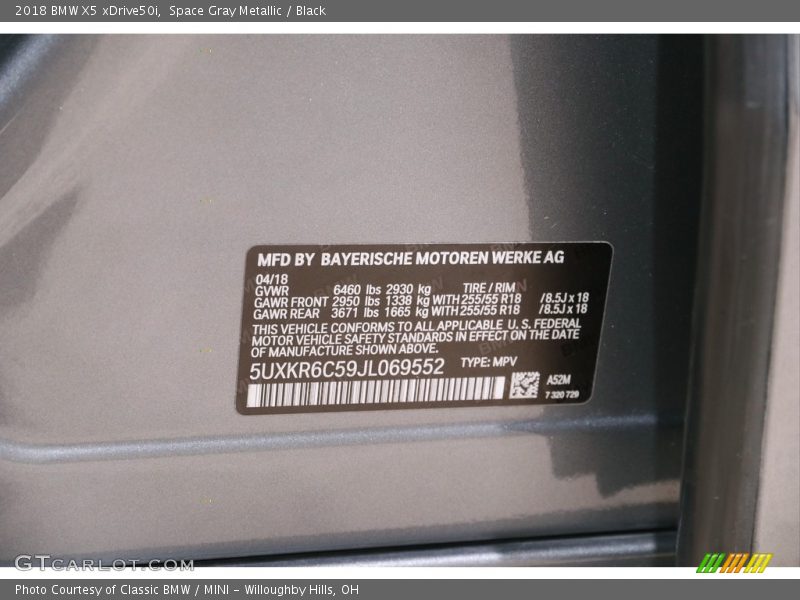 2018 BMW X5 xDrive50i, Space Gray Metallic / Black
MFD BY BAYERISCHE MOTOREN WERKE AG
04/18
GVWR 6460 lbs 2930 kg TIRE / RIM
GAWR FRONT 2950 lbs 1338 kg WITH 255/55 R18 /8.5J x 18
GAWR REAR 3671 lbs 1665 kg WITH 255/55 R18 /8.5J x 18
THIS VEHICLE CONFORMS TO ALL APPLICABLE U.S. FEDERAL
MOTOR VEHICLE SAFETY STANDARDS IN EFFECT ON THE DATE
OF MANUFACTURE SHOWN ABOVE.
5UXKR6C59JL069552 TYPE: MPV
A52M
7 320 729
GTCarLot.com
Photo Courtesy of Classic BMW / MINI - Willoughby Hills, OH